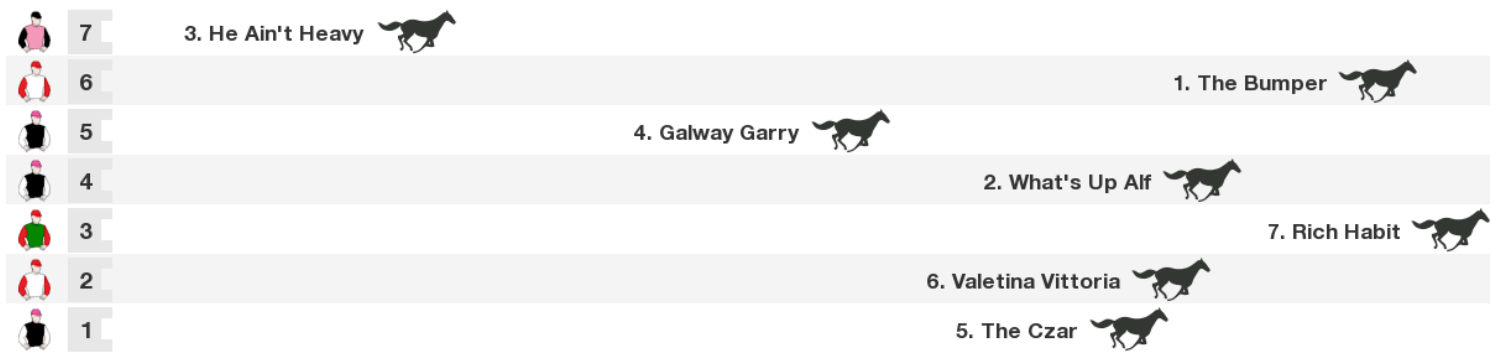 7 3. He Ain't Heavy
6 1. The Bumper
5 4. Galway Garry
4 2. What's Up Alf
3 7. Rich Habit
2 6. Valetina Vittoria
1 5. The Czar